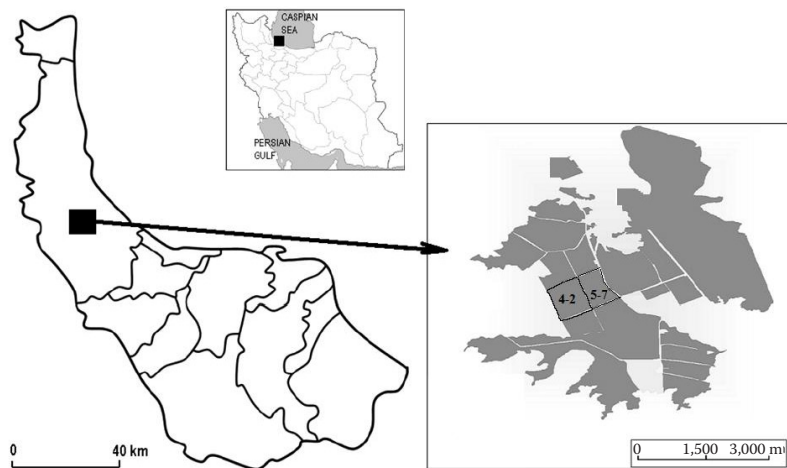 CASPIAN
SEA
PERSIAN
GULF
4-2
5-7
0 40 km
0 1,500 3,000